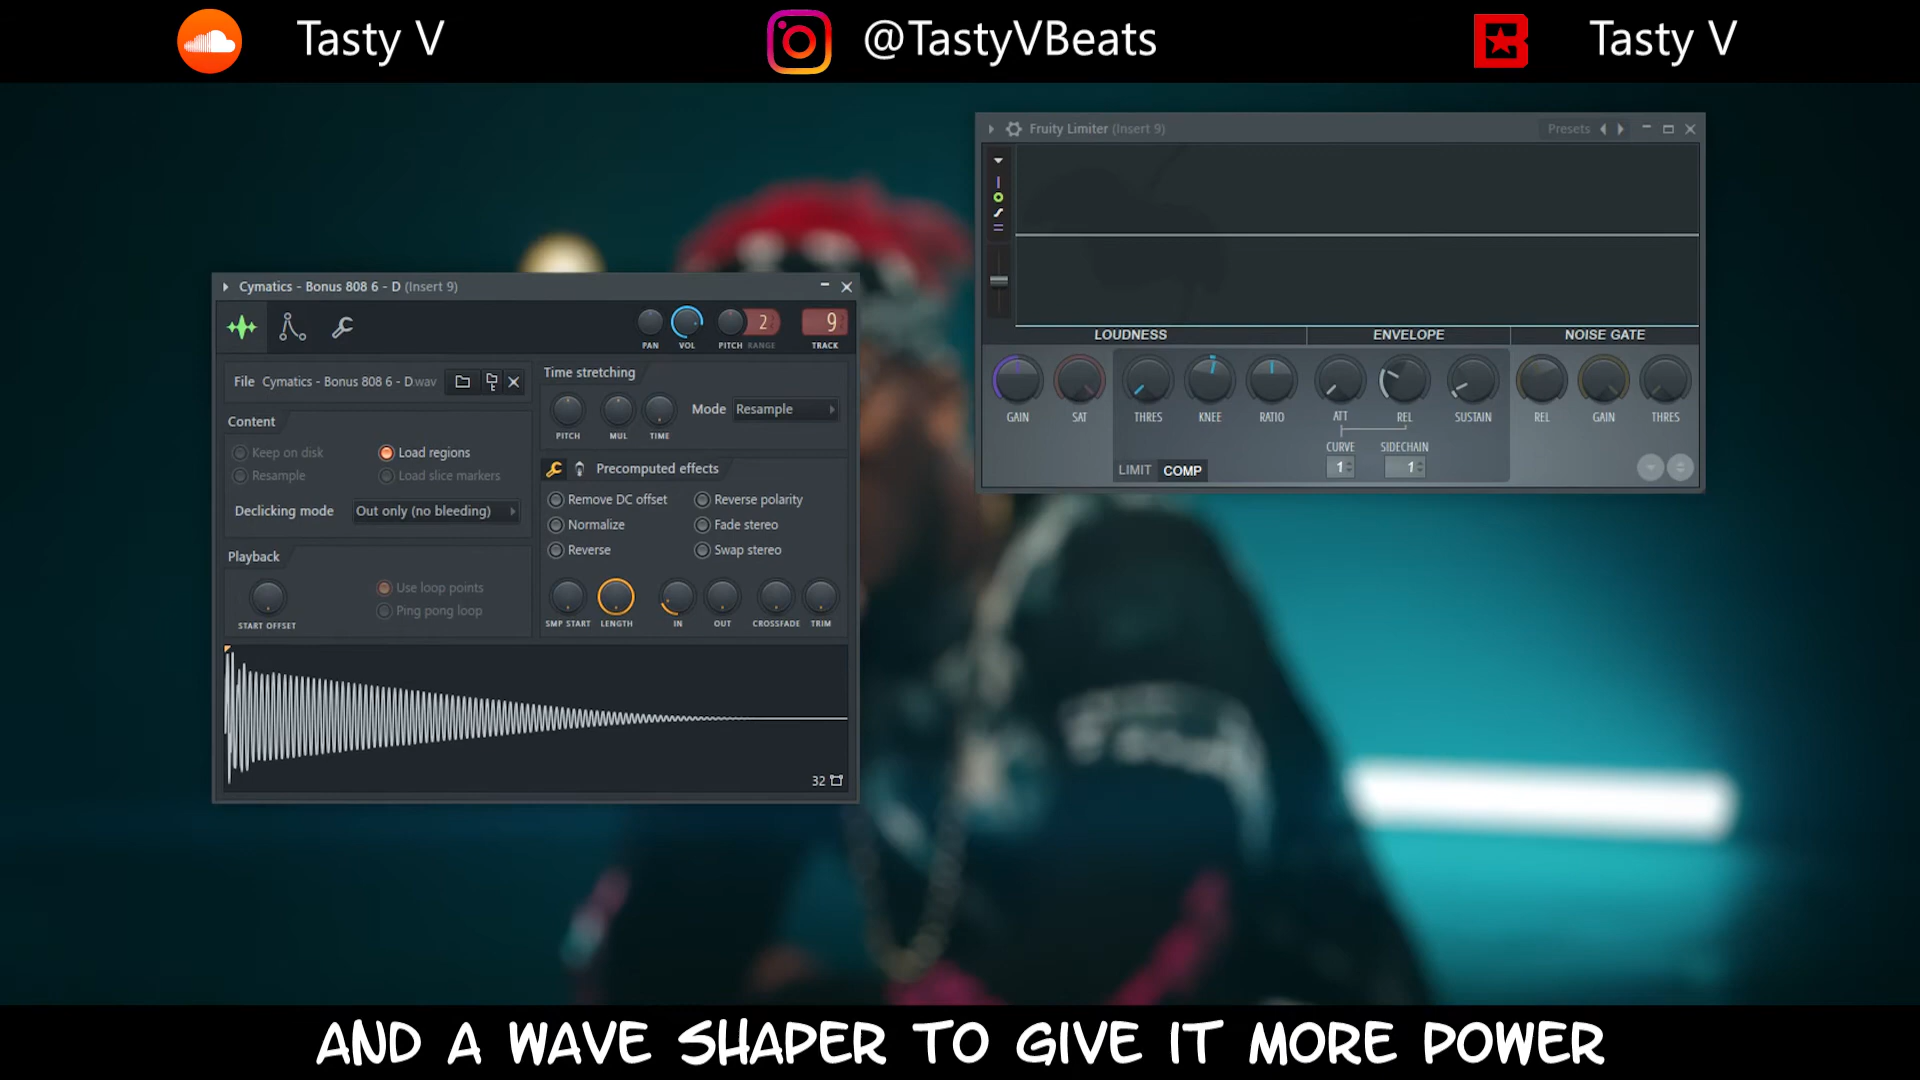 Tasty V
@TastyVBeats
Tasty V
Fruity Limiter (Insert 9)
Presets
LOUDNESS
ENVELOPE
NOISE GATE
GAIN
SAT
THRES
KNEE
RATIO
ATT
REL
SUSTAIN
REL
GAIN
THRES
CURVE
SIDECHAIN
1
1
LIMIT
COMP
Cymatics - Bonus 808 6 - D (Insert 9)
2
9
PAN
VOL
PITCH
RANGE
TRACK
File
Cymatics - Bonus 808 6 - D.wav
Content
Keep on disk
Load regions
Resample
Load slice markers
Declicking mode
Out only (no bleeding)
Playback
Use loop points
Ping pong loop
START OFFSET
Time stretching
Mode
Resample
PITCH
MUL
TIME
Precomputed effects
Remove DC offset
Reverse polarity
Normalize
Fade stereo
Reverse
Swap stereo
SMP START
LENGTH
IN
OUT
CROSSFADE
TRIM
32
AND A WAVE SHAPER TO GIVE IT MORE POWER